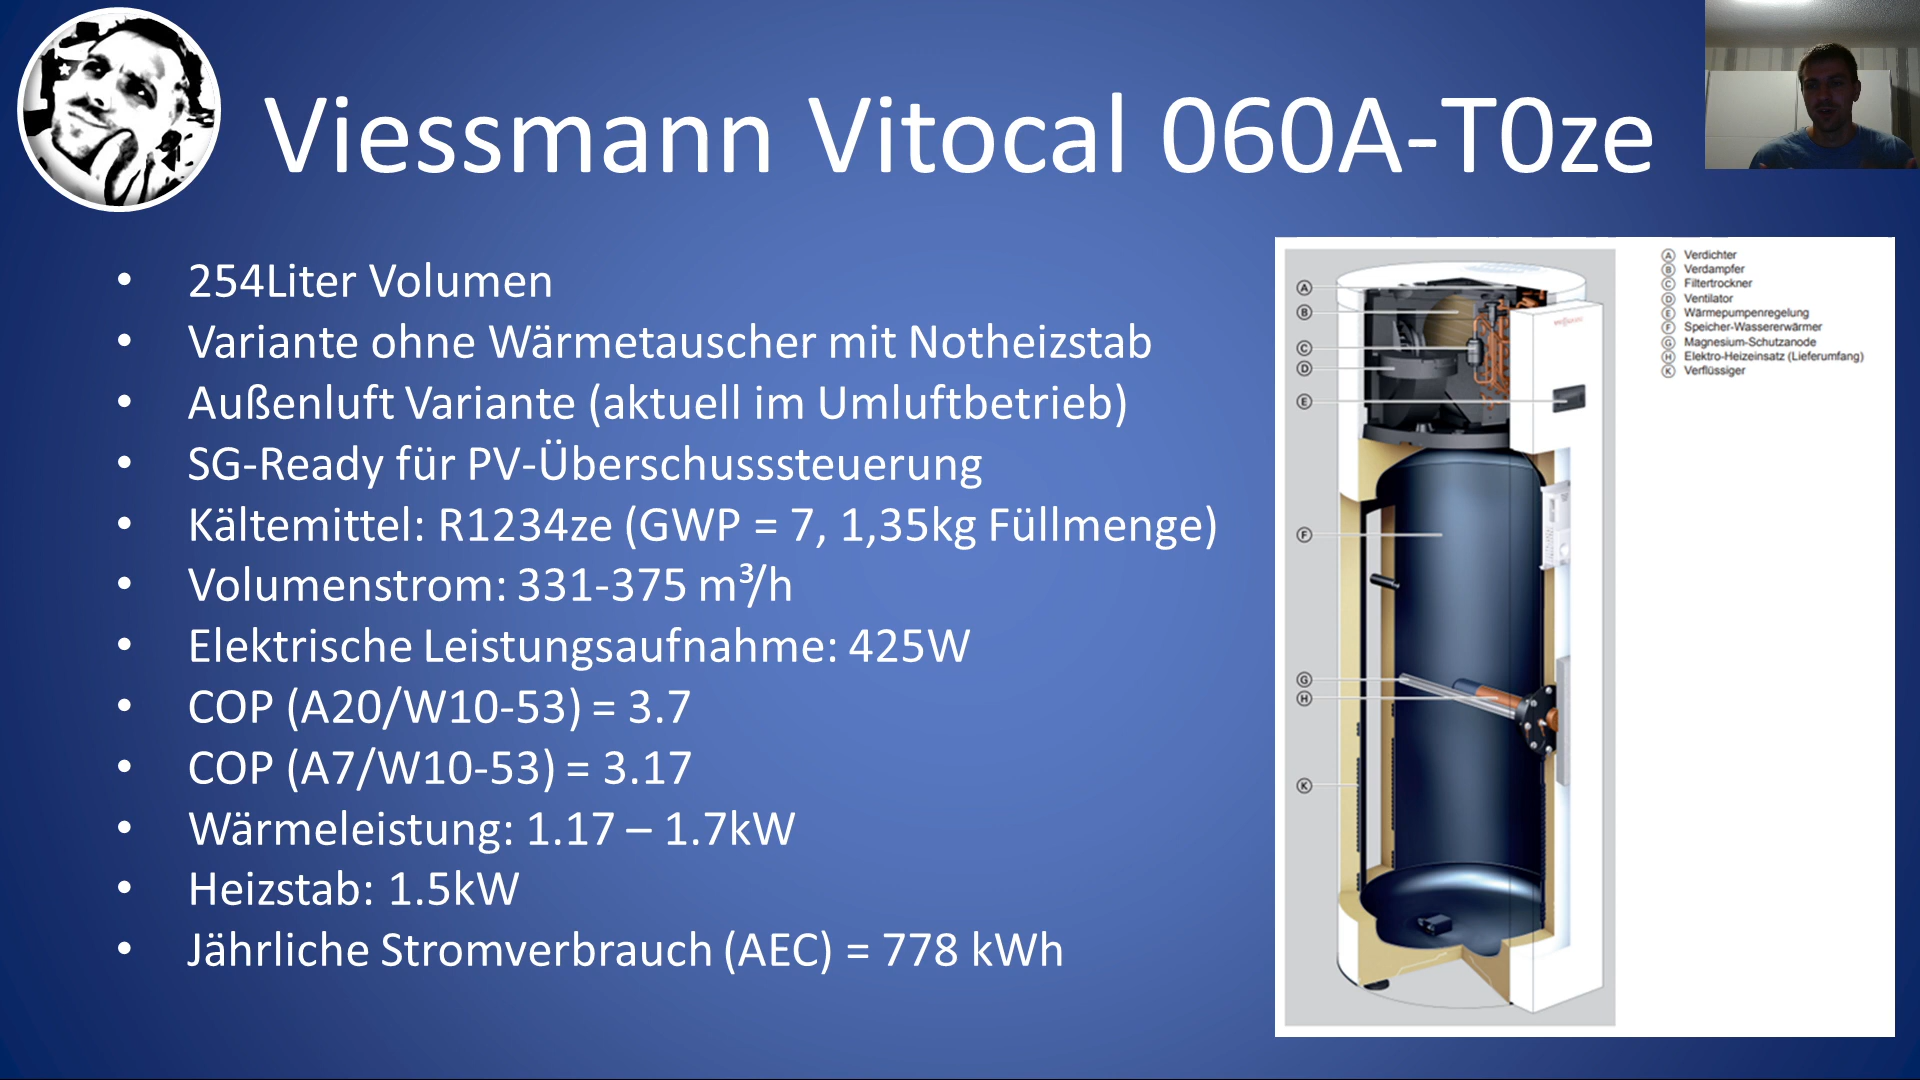 Viessmann Vitocal 060A-T0ze
• 254Liter Volumen
• Variante ohne Wärmetauscher mit Notheizstab
• Außenluft Variante (aktuell im Umluftbetrieb)
• SG-Ready für PV-Überschusssteuerung
• Kältemittel: R1234ze (GWP = 7, 1,35kg Füllmenge)
• Volumenstrom: 331-375 m³/h
• Elektrische Leistungsaufnahme: 425W
• COP (A20/W10-53) = 3.7
• COP (A7/W10-53) = 3.17
• Wärmeleistung: 1.17 – 1.7kW
• Heizstab: 1.5kW
• Jährliche Stromverbrauch (AEC) = 778 kWh
A
B
C
D
E
F
G
H
K
A Verdichter
B Verdampfer
C Filtertrockner
D Ventilator
E Wärmepumpenregelung
F Speicher-Wassererwärmer
G Magnesium-Schutzanode
H Elektro-Heizeinsatz (Lieferumfang)
K Verflüssiger